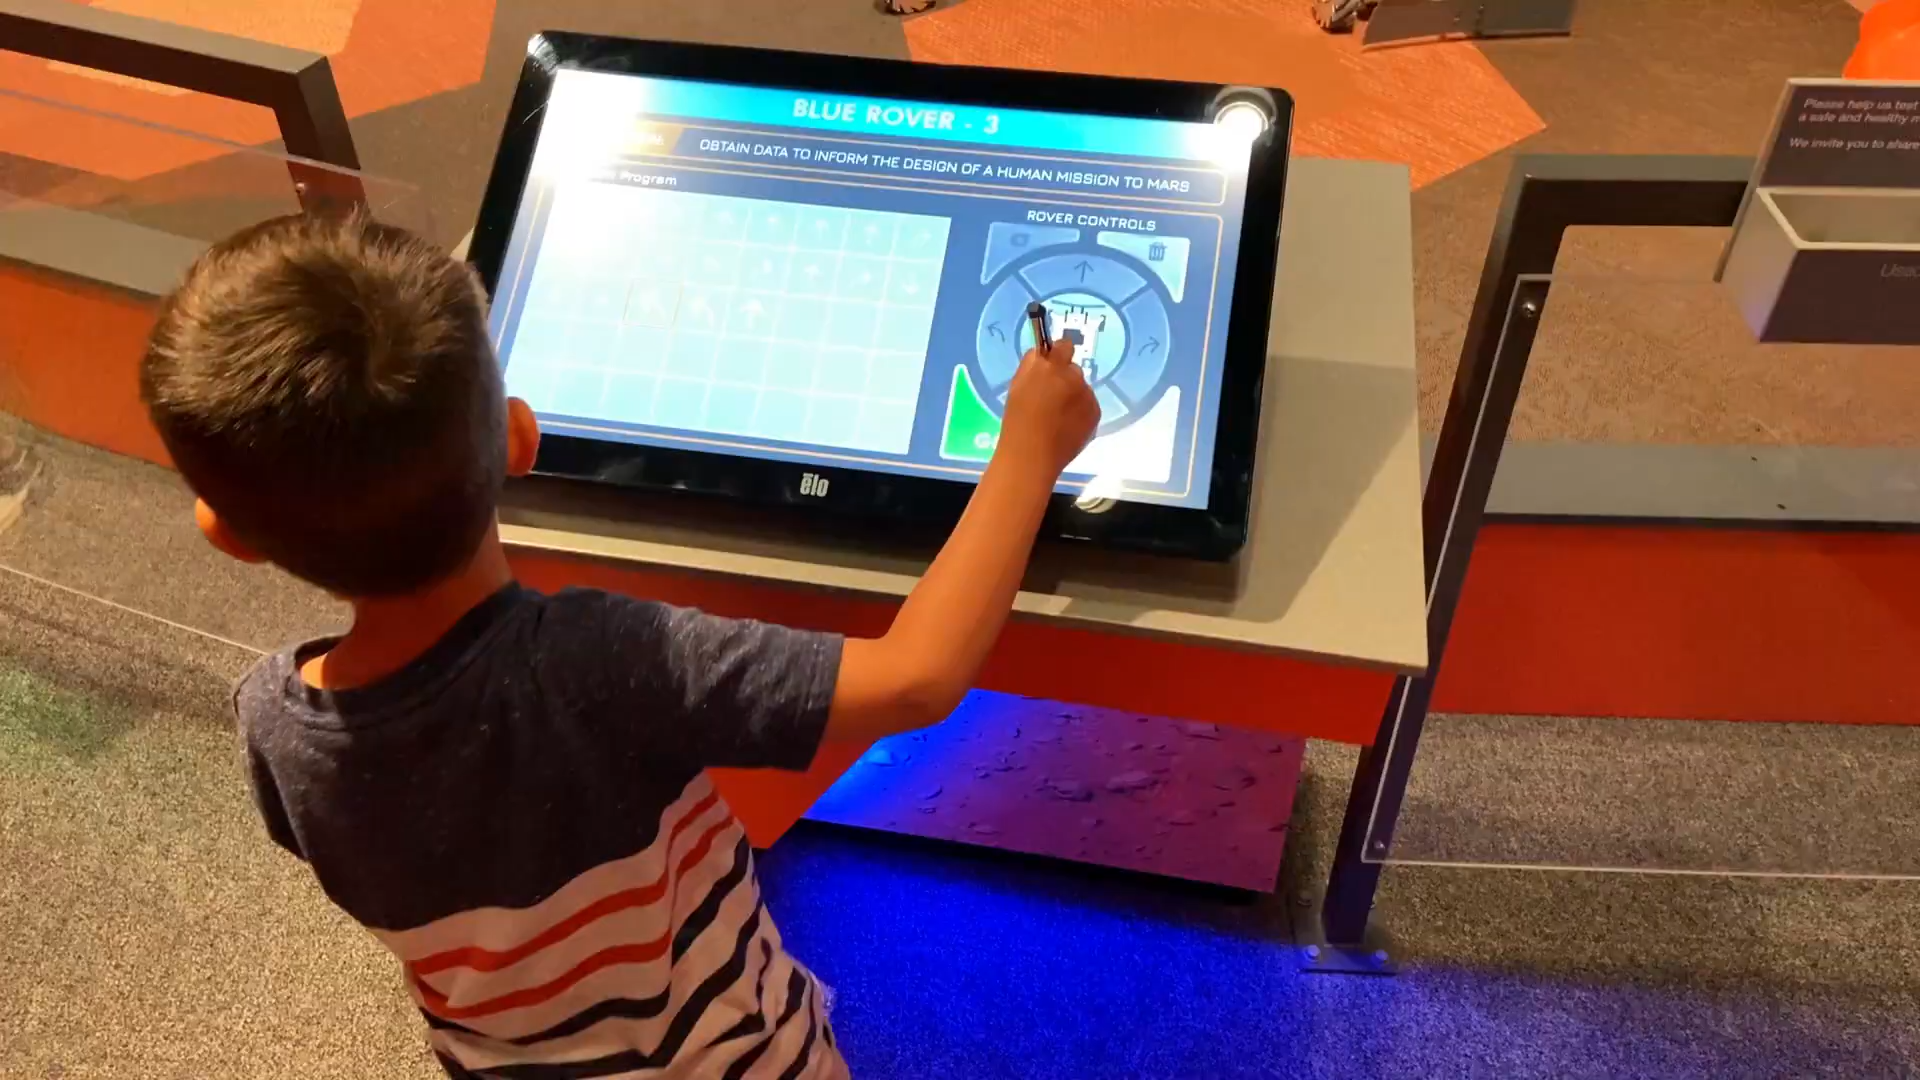 BLUE ROVER - 3
OBTAIN DATA TO INFORM THE DESIGN OF A HUMAN MISSION TO MARS
Program
ROVER CONTROLS
elo
Please help us test
a safe and healthy
We invite you to share